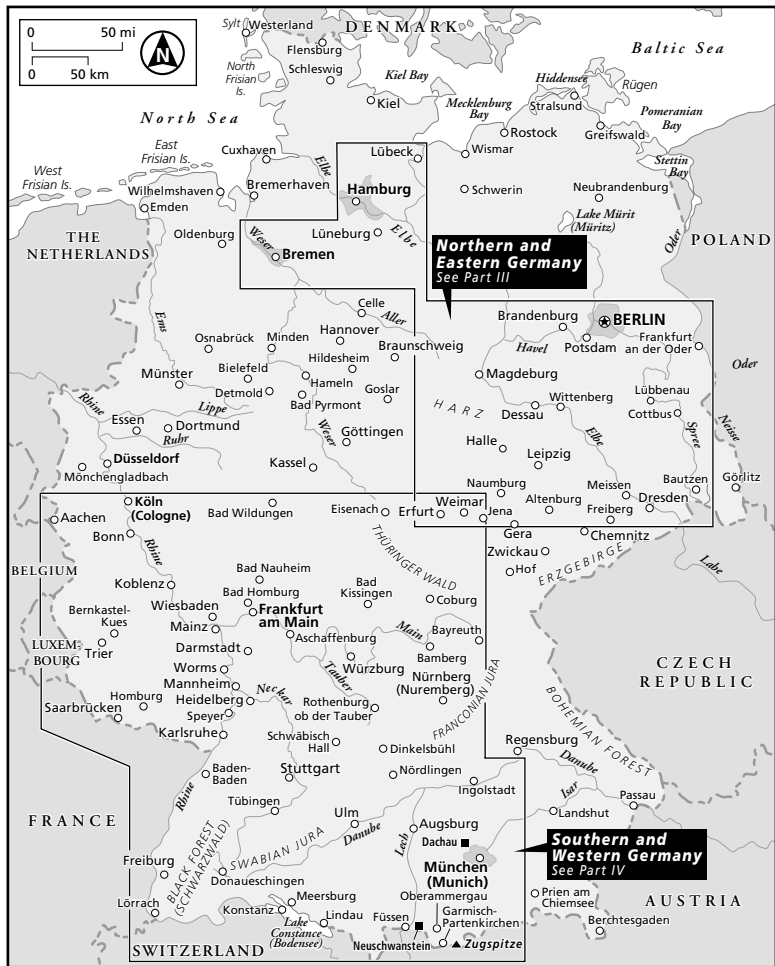 0 50 mi
0 50 km
N
Sylt
Westerland
DENMARK
Flensburg
Schleswig
North
Frisian
Is.
Kiel Bay
Kiel
Baltic Sea
Hiddensee
Rügen
Stralsund
Mecklenburg
Bay
Rostock
Greifswald
Pomeranian
Bay
Stettin
Bay
North Sea
East
Frisian Is.
West
Frisian Is.
Cuxhaven
Elbe
Lübeck
Wismar
Wilhelmshaven
Bremerhaven
Hamburg
Schwerin
Neubrandenburg
Emden
Lake Mürit
(Müritz)
Oder
POLAND
THE
NETHERLANDS
Oldenburg
Weser
Bremen
Lüneburg
Elbe
Northern and
Eastern Germany
See Part III
Ems
Celle
Aller
Brandenburg
BERLIN
Osnabrück
Minden
Hannover
Braunschweig
Havel
Potsdam
Frankfurt
an der Oder
Oder
Hildesheim
Bielefeld
Hameln
Münster
Magdeburg
Detmold
Bad Pyrmont
Goslar
Lübbenau
Rhine
Lippe
HARZ
Dessau
Wittenberg
Cottbus
Essen
Dortmund
Ruhr
Weser
Göttingen
Elbe
Spree
Neisse
Halle
Düsseldorf
Leipzig
Mönchengladbach
Kassel
Naumburg
Meissen
Bautzen
Görlitz
Köln
(Cologne)
Bad Wildungen
Eisenach
Erfurt
Weimar
Jena
Altenburg
Freiberg
Dresden
Aachen
Bonn
Rhine
THÜRINGER WALD
Gera
Chemnitz
Zwickau
ERZGEBIRGE
Hof
Labe
BELGIUM
Bad Nauheim
Koblenz
Bad Homburg
Bad
Kissingen
Coburg
Bernkastel-
Kues
Wiesbaden
Frankfurt
am Main
Mainz
Aschaffenburg
Main
Bayreuth
LUXEM-
BOURG
Trier
Darmstadt
Bamberg
Worms
Würzburg
Tauber
CZECH
REPUBLIC
Mannheim
Neckar
Nürnberg
(Nuremberg)
Homburg
Heidelberg
Rothenburg
ob der Tauber
FRANCONIAN JURA
BOHEMIAN FOREST
Saarbrücken
Speyer
Karlsruhe
Schwäbisch
Hall
Dinkelsbühl
Regensburg
Danube
Baden-
Baden
Stuttgart
Nördlingen
Ingolstadt
Isar
Passau
Rhine
FRANCE
Tübingen
Ulm
Danube
Landshut
BLACK FOREST
(SCHWARZWALD)
SWABIAN JURA
Lech
Augsburg
Dachau
Southern and
Western Germany
See Part IV
Freiburg
München
(Munich)
Donaueschingen
Lörrach
Meersburg
Konstanz
Lindau
Lake
Constance
(Bodensee)
Oberammergau
Füssen
Garmisch-
Partenkirchen
Prien am
Chiemsee
AUSTRIA
Berchtesgaden
SWITZERLAND
Neuschwanstein
Zugspitze